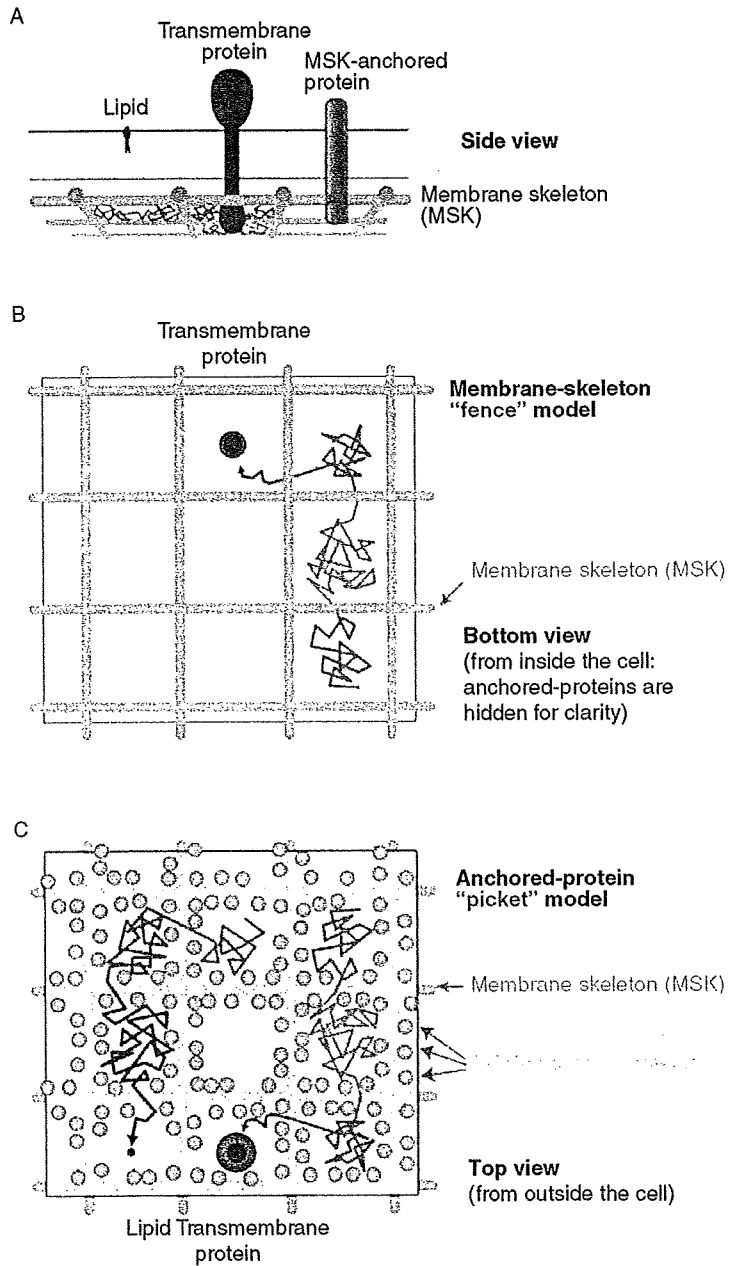 A
Transmembrane
protein
MSK-anchored
protein
Lipid
Side view
Membrane skeleton
(MSK)
B
Transmembrane
protein
Membrane-skeleton
“fence” model
Membrane skeleton (MSK)
Bottom view
(from inside the cell:
anchored-proteins are
hidden for clarity)
C
Anchored-protein
“picket” model
Membrane skeleton (MSK)
Top view
(from outside the cell)
Lipid Transmembrane
protein